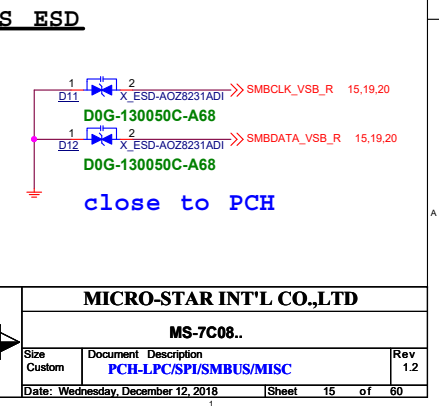 S ESD
1 2
D11 X_ESD-AOZ8231ADI SMBCLK_VSB_R 15,19,20
D0G-130050C-A68
1 2
D12 X_ESD-AOZ8231ADI SMBDATA_VSB_R 15,19,20
D0G-130050C-A68
close to PCH
A
MICRO-STAR INT'L CO.,LTD
MS-7C08..
Size Document Description Rev
Custom PCH-LPC/SPI/SMBUS/MISC 1.2
Date: Wednesday, December 12, 2018 Sheet 15 of 60
1